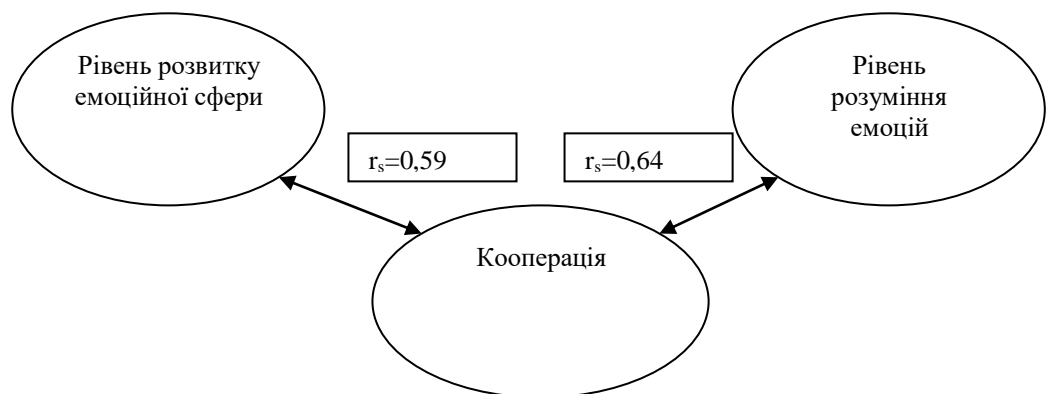 Рівень розвитку
емоційної сфери
Рівень
розуміння
емоцій
rₛ=0,59
rₛ=0,64
Кооперація